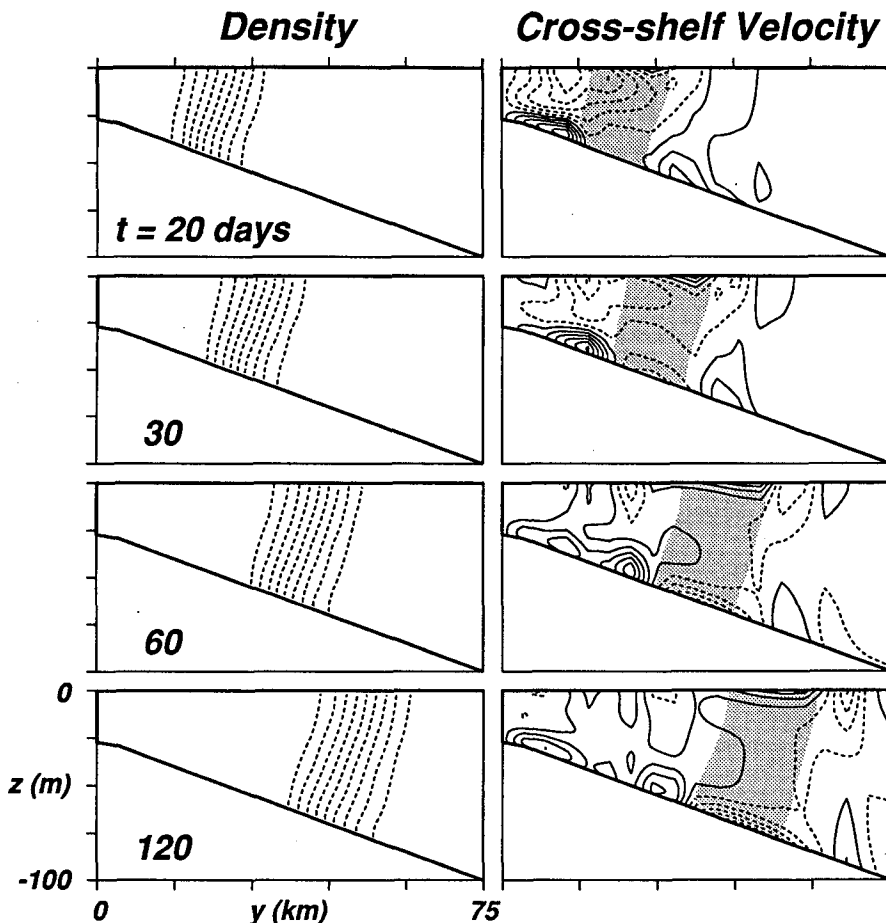 Density
Cross-shelf Velocity
t = 20 days
30
60
0
z (m)
120
-100
0
y (km)
75